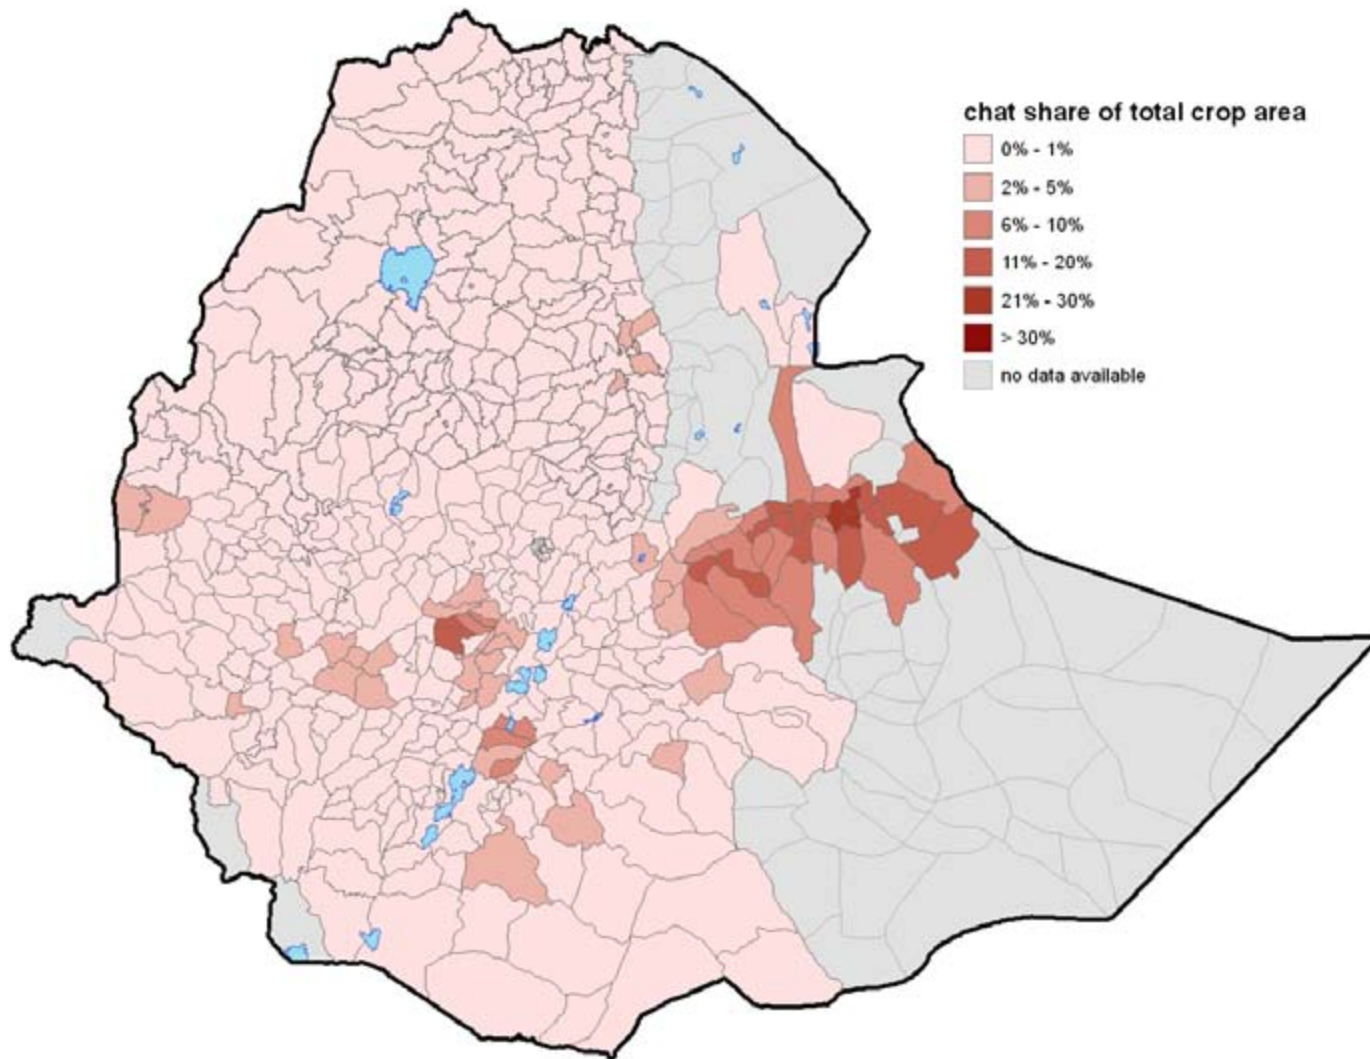 chat share of total crop area
0% - 1%
2% - 5%
6% - 10%
11% - 20%
21% - 30%
> 30%
no data available